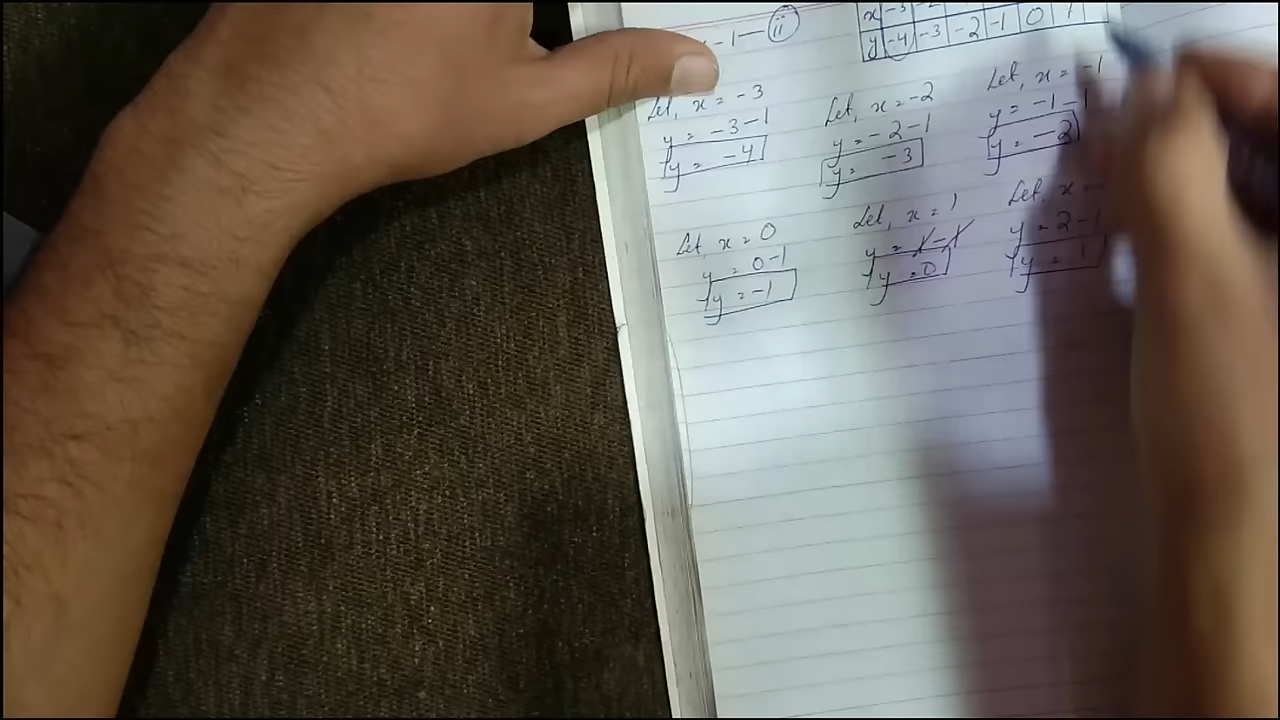 x -3 -2
- 1 — (ii)
y -4 -3 -2 -1 0 1
Let, x = -3
y = -3-1
y = -4
Let, x = -2
y = -2-1
y = -3
Let, x = -1
y = -1-1
y = -2
Let, x = 0
y = 0-1
y = -1
Let, x = 1
y = 1-1
y = 0
Let, x =
y = 2-1
y = 1